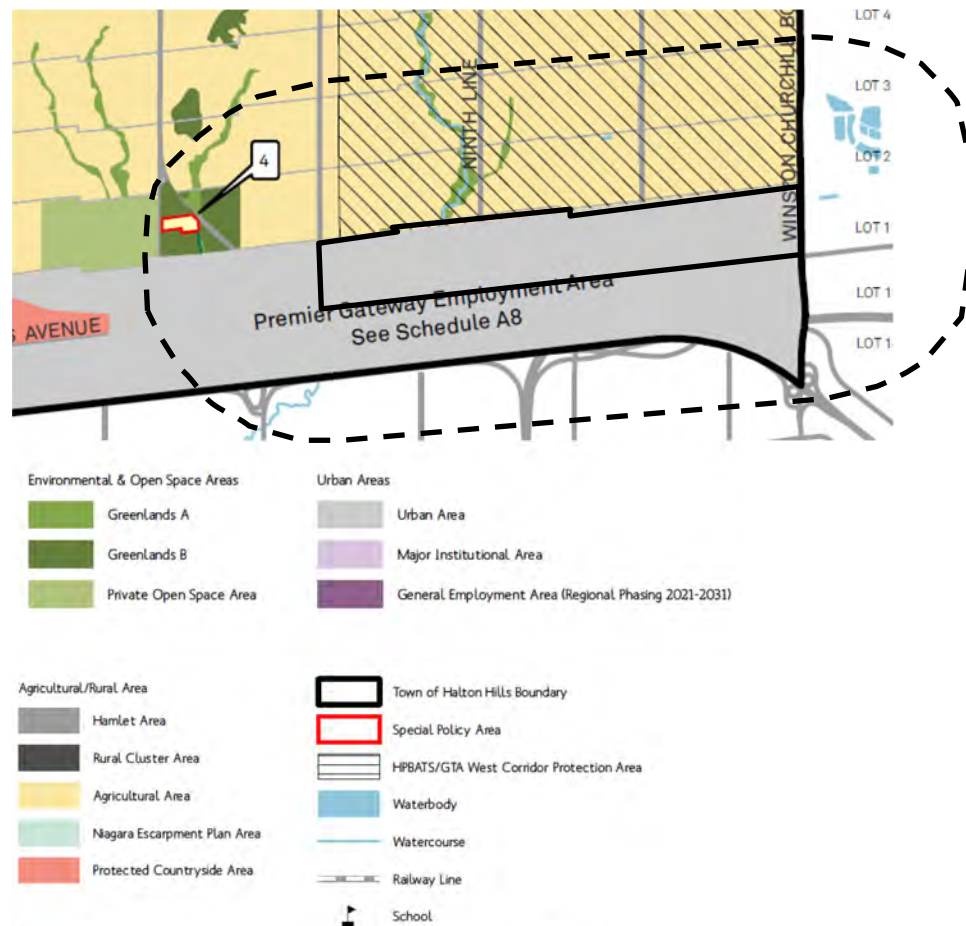 LOT 4
LOT 3
LOT 2
LOT 1
LOT 1
LOT 1
NINTH LINE
WINSTON CHURCHILL BO
4
AVENUE
Premier Gateway Employment Area
See Schedule A8
Environmental & Open Space Areas
Greenlands A
Greenlands B
Private Open Space Area
Urban Areas
Urban Area
Major Institutional Area
General Employment Area (Regional Phasing 2021-2031)
Agricultural/Rural Area
Hamlet Area
Rural Cluster Area
Agricultural Area
Niagara Escarpment Plan Area
Protected Countryside Area
Town of Halton Hills Boundary
Special Policy Area
HPBATS/GTA West Corridor Protection Area
Waterbody
Watercourse
Railway Line
School